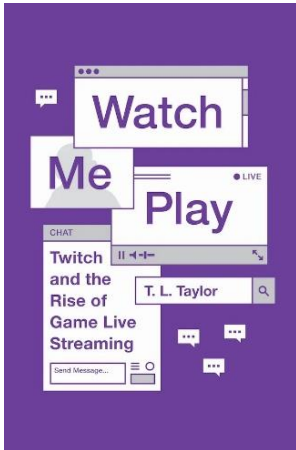 Watch
Me
LIVE
Play
CHAT
Twitch
and the
Rise of
Game Live
Streaming
T. L. Taylor
Send Message...